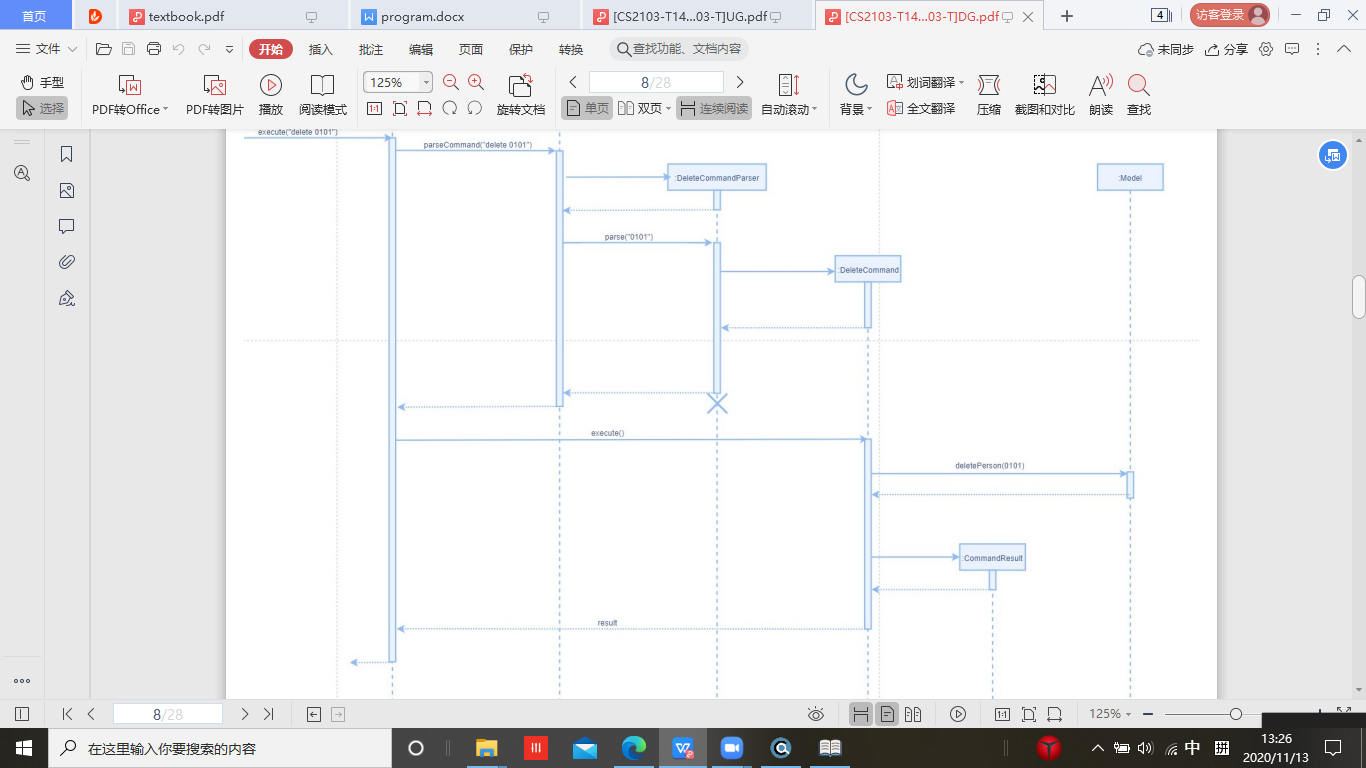 首页
textbook.pdf
program.docx
[CS2103-T14...03-T]UG.pdf
[CS2103-T14...03-T]DG.pdf
4
访客登录
文件
开始
插入
批注
编辑
页面
保护
转换
查找功能、文档内容
未同步
分享
手型
选择
PDF转Office
PDF转图片
播放
阅读模式
125%
旋转文档
8/28
单页
双页
连续阅读
自动滚动
背景
划词翻译
全文翻译
压缩
截图和对比
朗读
查找
execute("delete 0101")
parseCommand("delete 0101")
:DeleteCommandParser
:Model
parse("0101")
:DeleteCommand
execute()
deletePerson(0101)
:CommandResult
result
8/28
125%
在这里输入你要搜索的内容
中
拼
13:26
2020/11/13